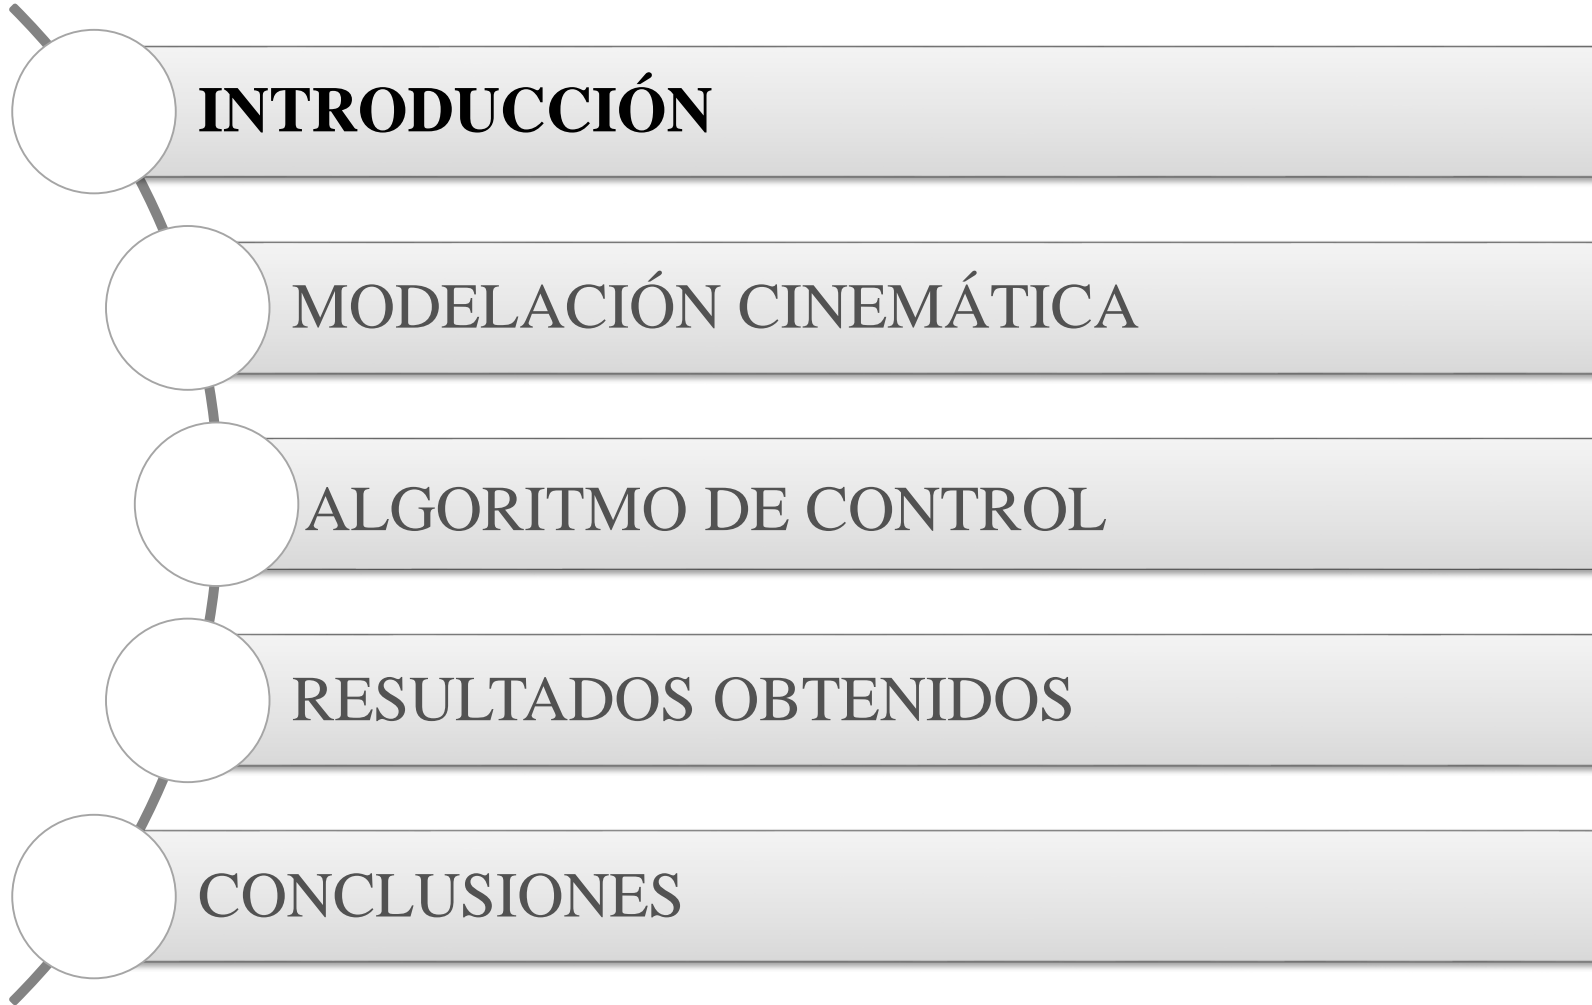 INTRODUCCIÓN
MODELACIÓN CINEMÁTICA
ALGORITMO DE CONTROL
RESULTADOS OBTENIDOS
CONCLUSIONES